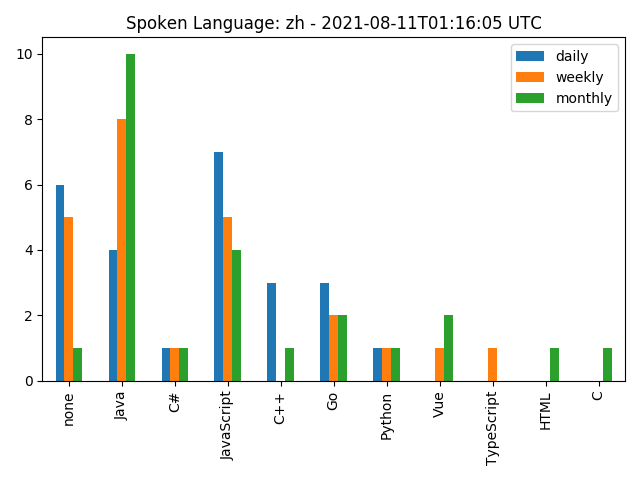 Spoken Language: zh - 2021-08-11T01:16:05 UTC
daily
weekly
monthly
10
8
6
4
2
0
none
Java
C#
JavaScript
C++
Go
Python
Vue
TypeScript
HTML
C